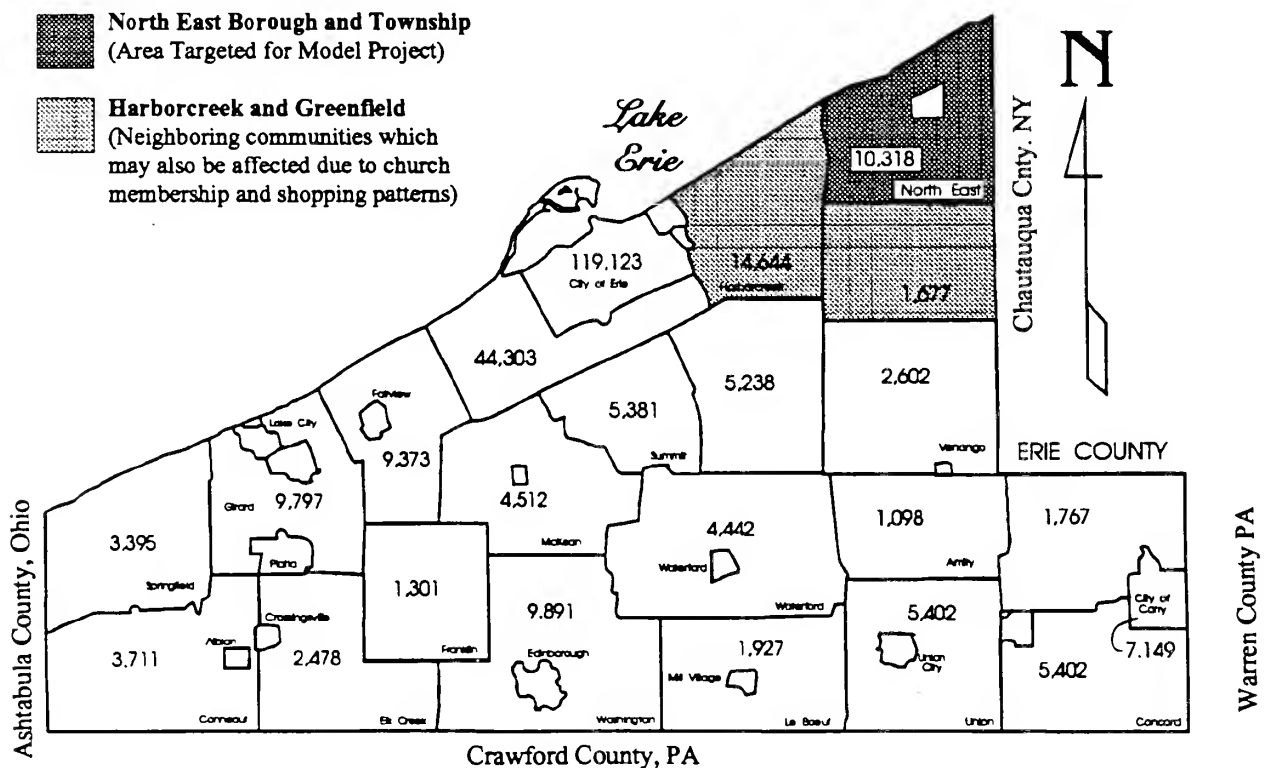 North East Borough and Township
(Area Targeted for Model Project)
Harborcreek and Greenfield
(Neighboring communities which
may also be affected due to church
membership and shopping patterns)
Lake
Erie
N
10,318
North East
Chautauqua Cnty. NY
119,123
City of Erie
14,644
Harborcreek
1,677
44,303
5,238
2,602
Fairview
5,381
Lake City
Summit
Venango
ERIE COUNTY
9,373
Girard
9,797
4,512
McKean
4,442
1,098
1,767
Ashtabula County, Ohio
3,395
Springfield
Platea
Waterford
Waterford
Amity
Warren County PA
1,301
Franklin
9.891
Edinborough
5,402
City of
Corry
Crossingville
Albion
3,711
2,478
1,927
Mill Village
Union
City
5,402
7.149
Conneaut
Elk Creek
Washington
Le Boeuf
Union
Concord
Crawford County, PA